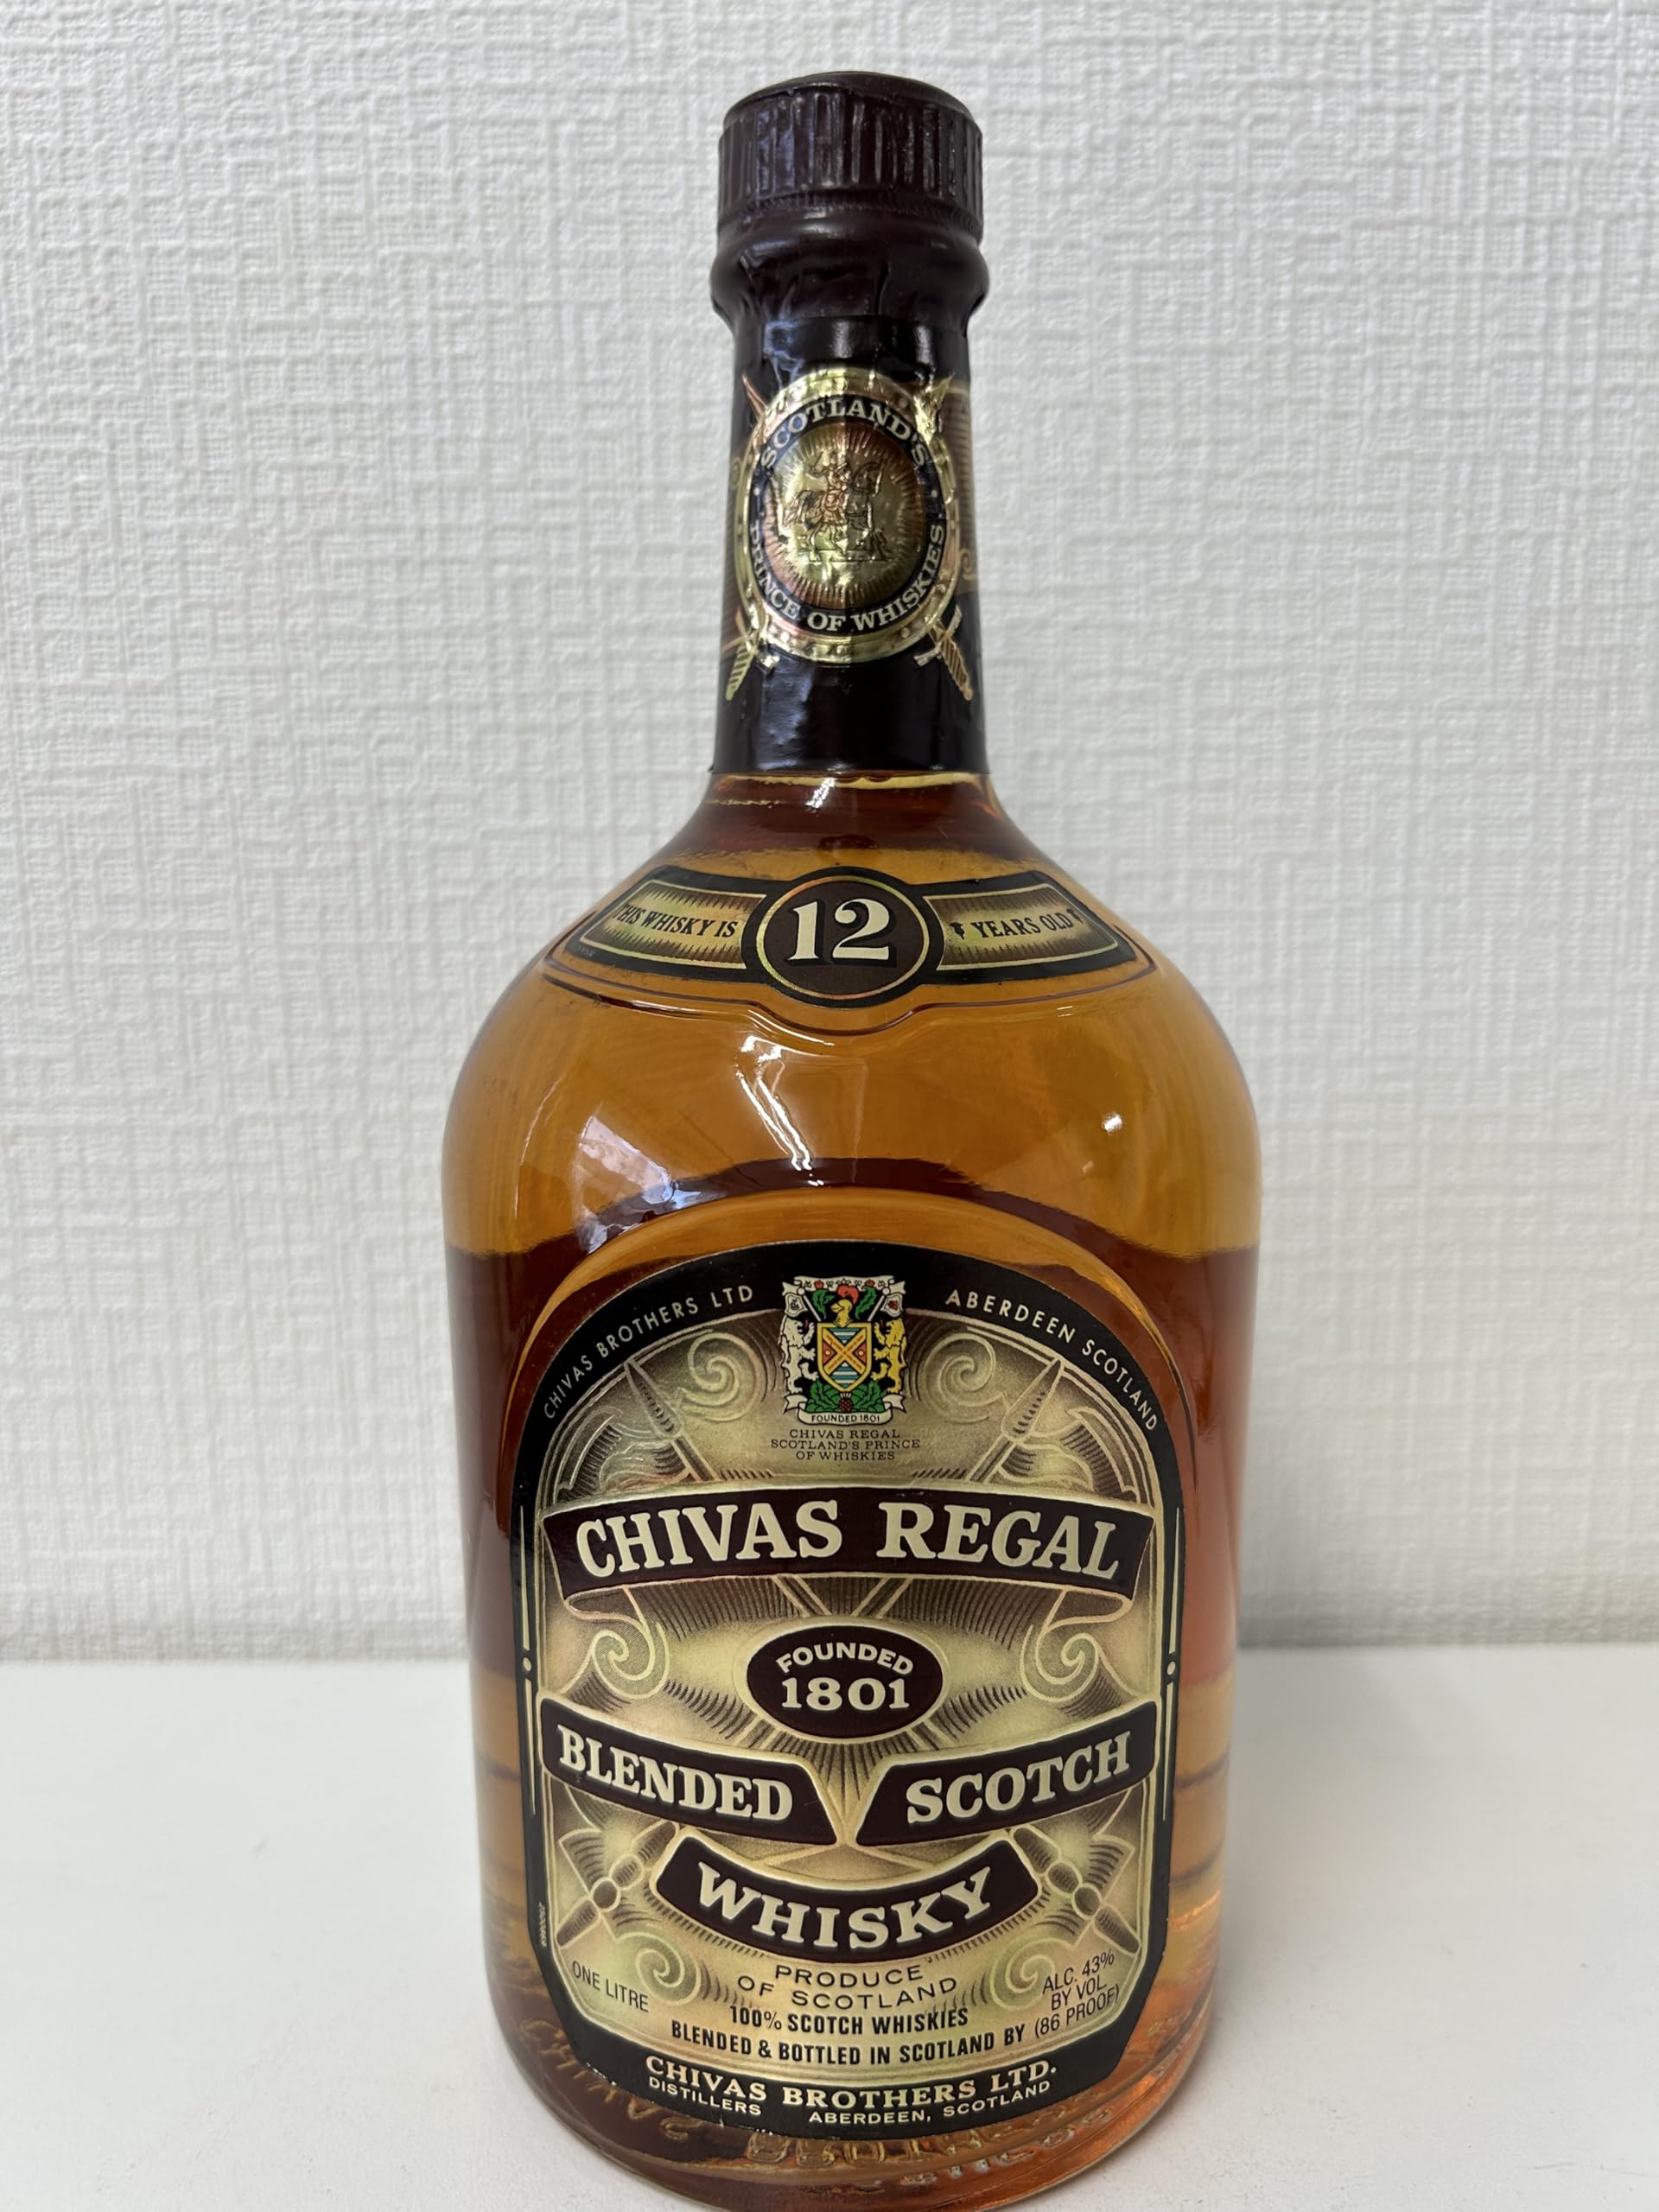 SCOTLAND'S
PRINCE OF WHISKIES
THIS WHISKY IS 12 YEARS OLD
CHIVAS BROTHERS LTD ABERDEEN SCOTLAND
FOUNDED 1801
CHIVAS REGAL
SCOTLAND'S PRINCE
OF WHISKIES
CHIVAS REGAL
FOUNDED
1801
BLENDED SCOTCH
WHISKY
PRODUCE
OF SCOTLAND
ONE LITRE
ALC. 43%
BY VOL
(86 PROOF)
100% SCOTCH WHISKIES
BLENDED & BOTTLED IN SCOTLAND BY
CHIVAS BROTHERS LTD.
DISTILLERS ABERDEEN, SCOTLAND